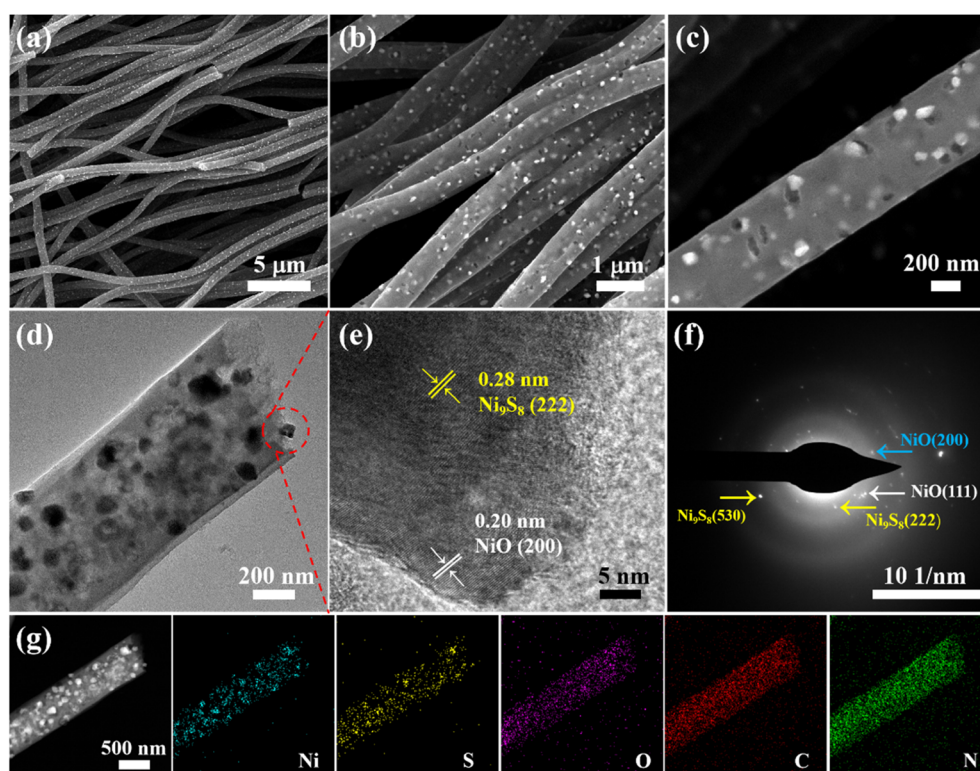 (a)
5 μm
(b)
1 μm
(c)
200 nm
(d)
200 nm
(e)
0.28 nm
Ni₉S₈ (222)
0.20 nm
NiO (200)
5 nm
(f)
NiO(200)
NiO(111)
Ni₉S₈(530)
Ni₉S₈(222)
10 1/nm
(g)
500 nm
Ni
S
O
C
N